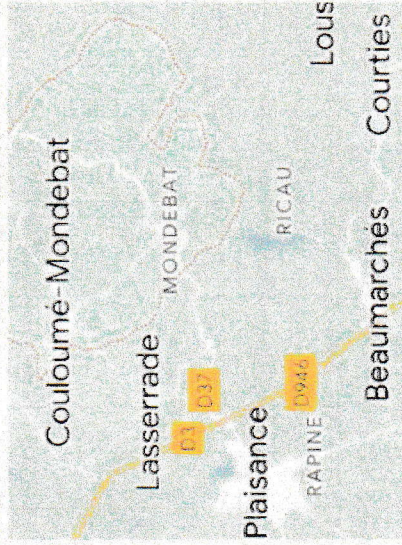 Couloumé-Mondebat
Lasserrade
MONDEBAT
D3
D37
Plaisance
RAPINE
D946
RICAU
Lous
Beaumarchés
Courties